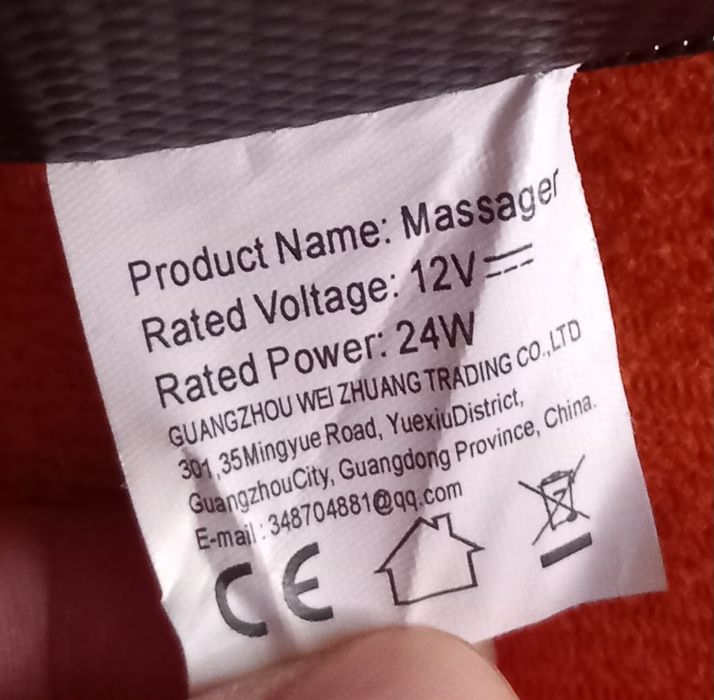 Product Name: Massager
Rated Voltage: 12V⎓
Rated Power: 24W
GUANGZHOU WEI ZHUANG TRADING CO.,LTD
301,35Mingyue Road, YuexiuDistrict,
GuangzhouCity, Guangdong Province, China.
E-mail : 348704881@qq.com
CE